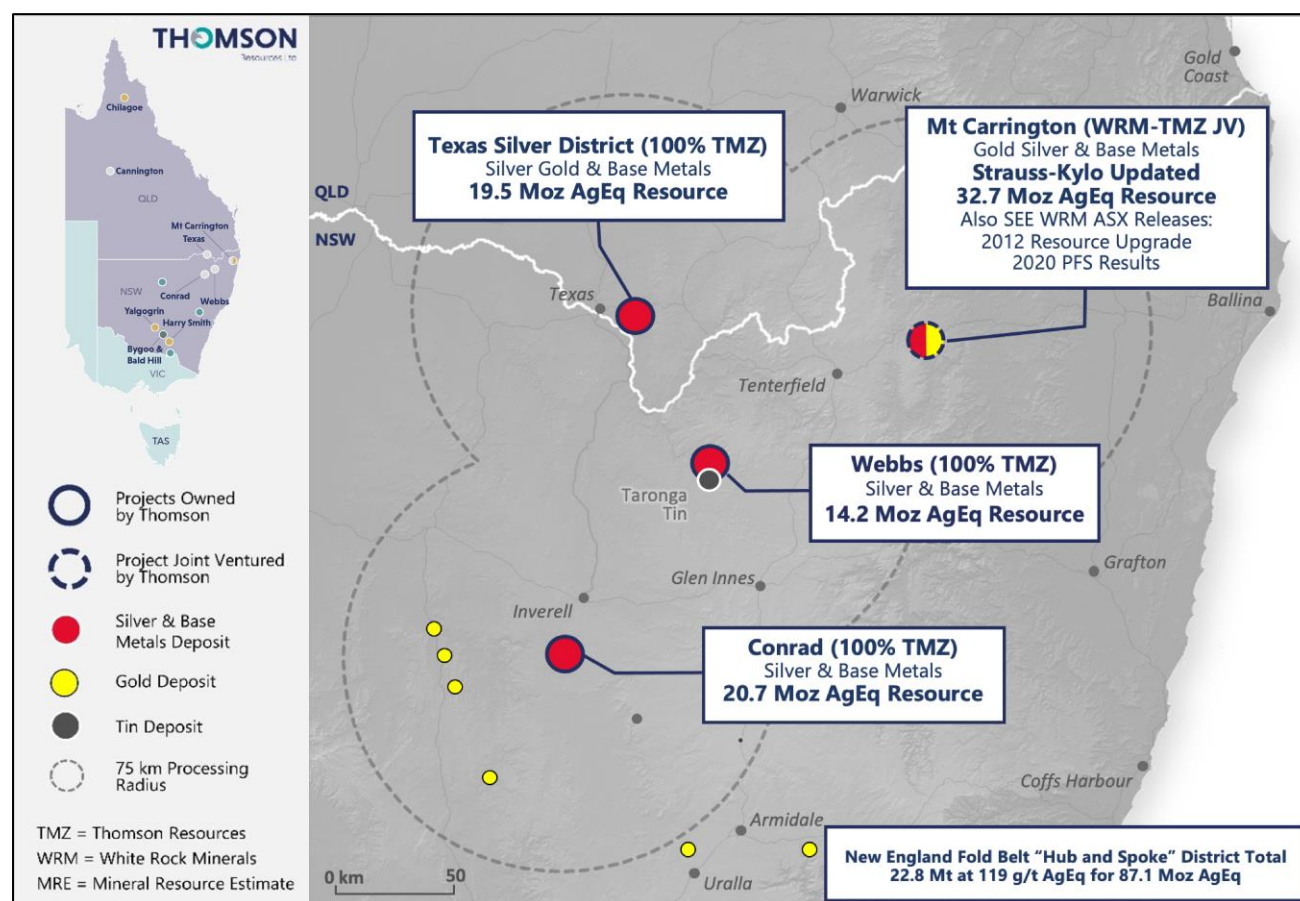 THOMSON
Resources Ltd
Chilagoe
Cannington
QLD
Mt Carrington
Texas
NSW
Conrad
Webbs
Yalgogrin
Harry Smith
Bygoo &
Bald Hill
VIC
TAS
Projects Owned
by Thomson
Project Joint Ventured
by Thomson
Silver & Base
Metals Deposit
Gold Deposit
Tin Deposit
75 km Processing
Radius
TMZ = Thomson Resources
WRM = White Rock Minerals
MRE = Mineral Resource Estimate
Gold
Coast
Warwick
Texas Silver District (100% TMZ)
Silver Gold & Base Metals
19.5 Moz AgEq Resource
Mt Carrington (WRM-TMZ JV)
Gold Silver & Base Metals
Strauss-Kylo Updated
32.7 Moz AgEq Resource
Also SEE WRM ASX Releases:
2012 Resource Upgrade
2020 PFS Results
QLD
NSW
Texas
Ballina
Tenterfield
Webbs (100% TMZ)
Silver & Base Metals
14.2 Moz AgEq Resource
Taronga
Tin
Glen Innes
Grafton
Inverell
Conrad (100% TMZ)
Silver & Base Metals
20.7 Moz AgEq Resource
Coffs Harbour
Armidale
Uralla
0 km
50
New England Fold Belt “Hub and Spoke” District Total
22.8 Mt at 119 g/t AgEq for 87.1 Moz AgEq